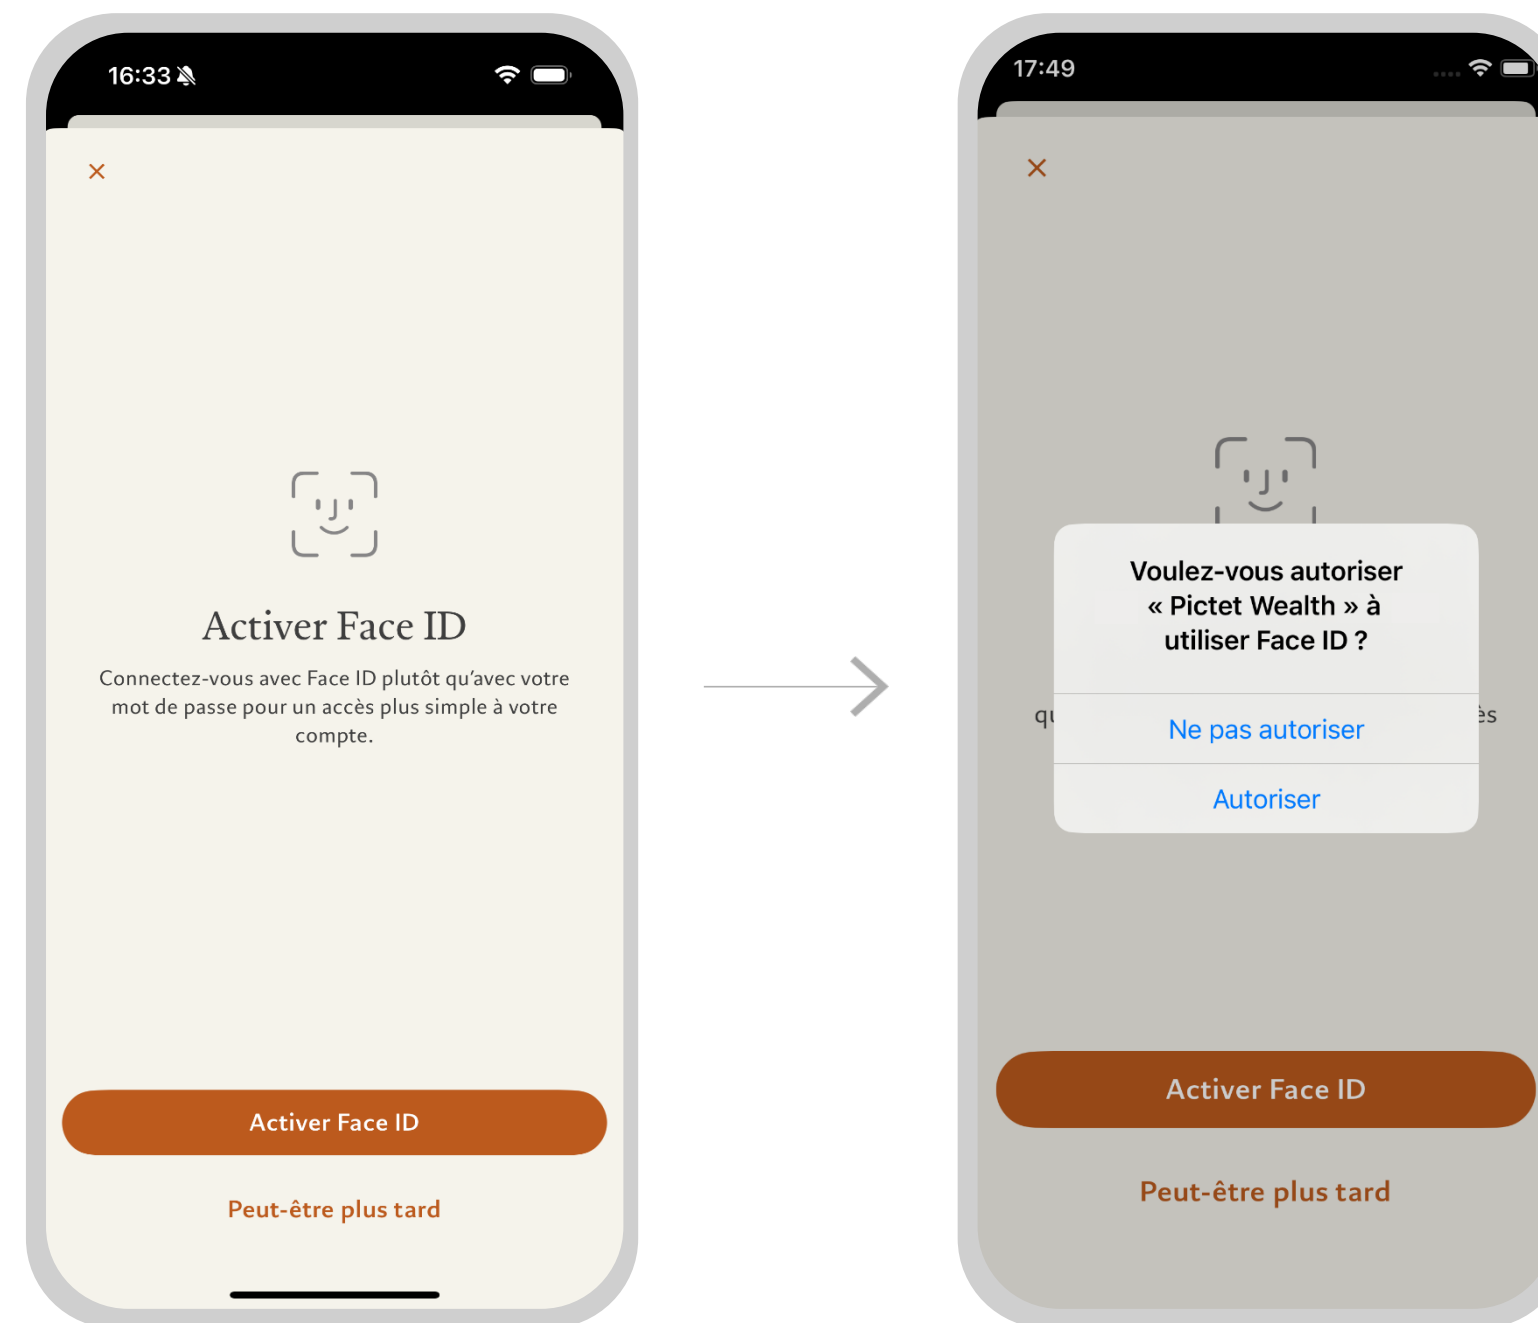 16:33
Activer Face ID
Connectez-vous avec Face ID plutôt qu'avec votre
mot de passe pour un accès plus simple à votre
compte.
Activer Face ID
Peut-être plus tard
17:49
Voulez-vous autoriser
« Pictet Wealth » à
utiliser Face ID ?
Ne pas autoriser
Autoriser
Activer Face ID
Peut-être plus tard